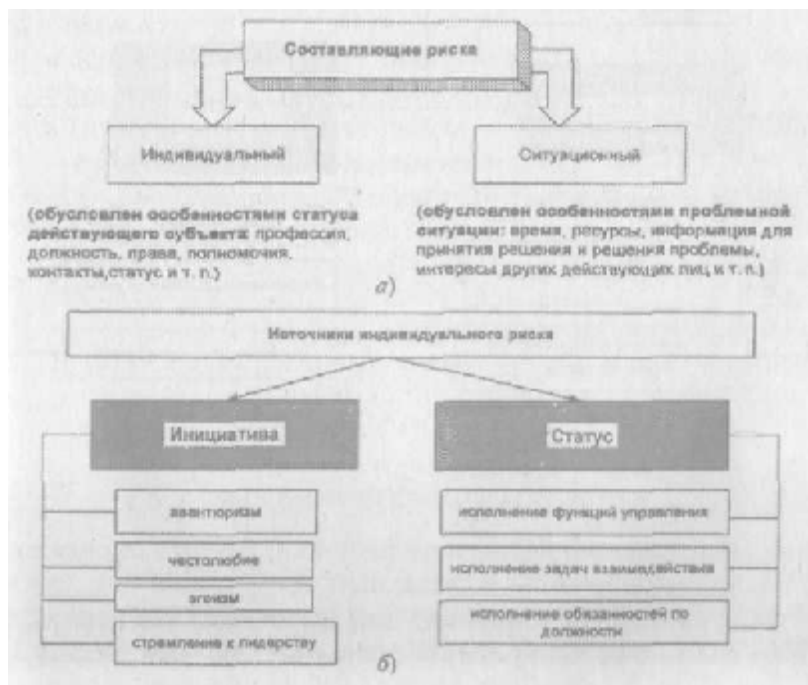 Составляющие риска
Индивидуальный
Ситуационный
(обусловлен особенностями статуса
действующего субъекта: профессия,
должность, права, полномочия,
контакты,статус и т. п.)
(обусловлен особенностями проблемной
ситуации: время, ресурсы, информация для
принятия решения и решения проблемы,
интересы других действующих лиц и т. п.)
а)
Источники индивидуального риска
Инициатива
Статус
авантюризм
честолюбие
эгоизм
стремление к лидерству
исполнение функций управления
исполнение задач взаимодействия
исполнение обязанностей по
должности
б)